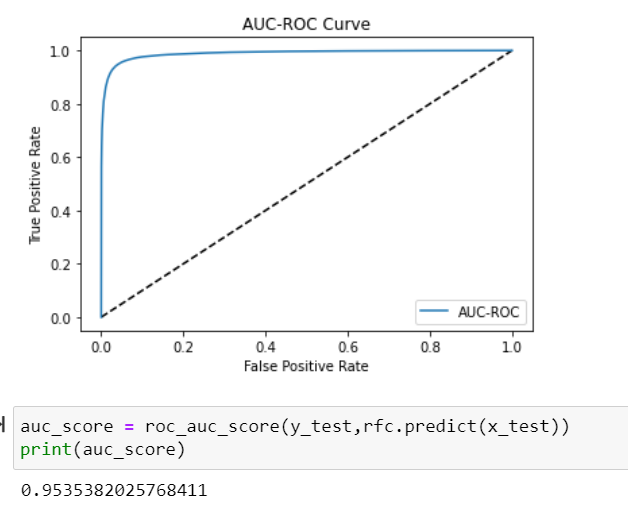 AUC-ROC Curve
1.0
0.8
0.6
0.4
0.2
0.0
True Positive Rate
AUC-ROC
0.0 0.2 0.4 0.6 0.8 1.0
False Positive Rate
auc_score = roc_auc_score(y_test,rfc.predict(x_test))
print(auc_score)
0.9535382025768411